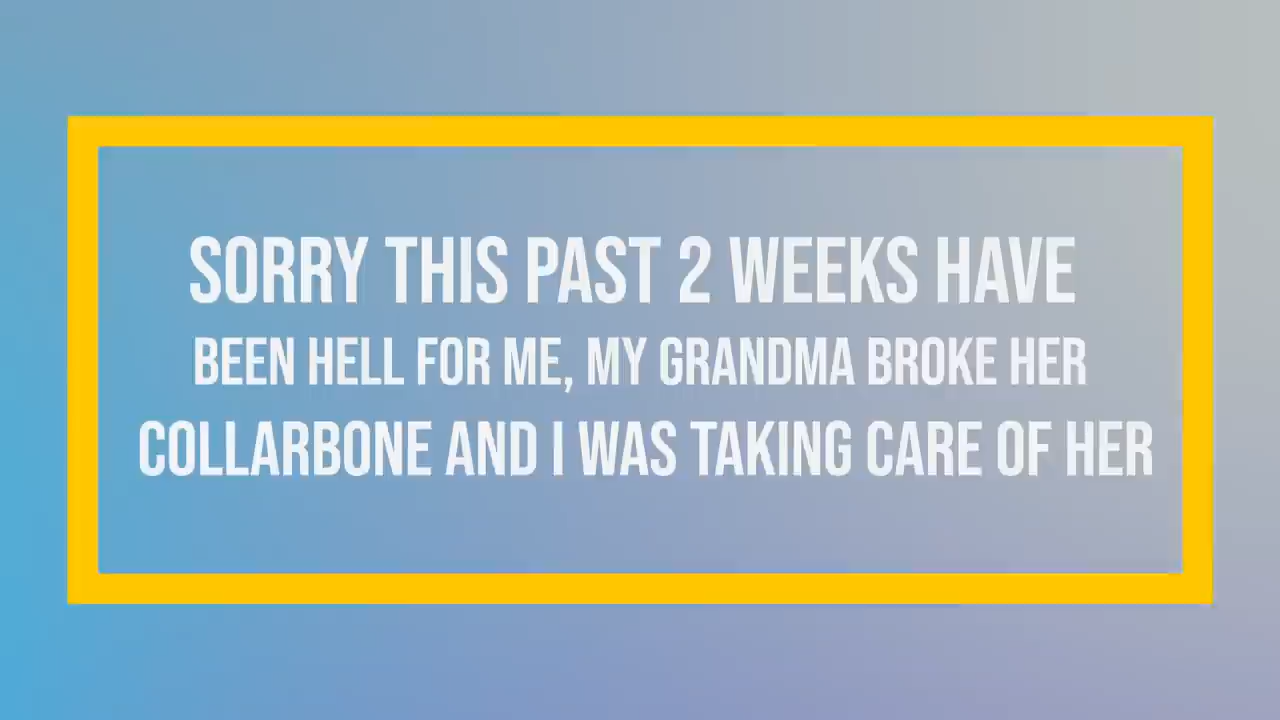 SORRY THIS PAST 2 WEEKS HAVE
BEEN HELL FOR ME, MY GRANDMA BROKE HER
COLLARBONE AND I WAS TAKING CARE OF HER